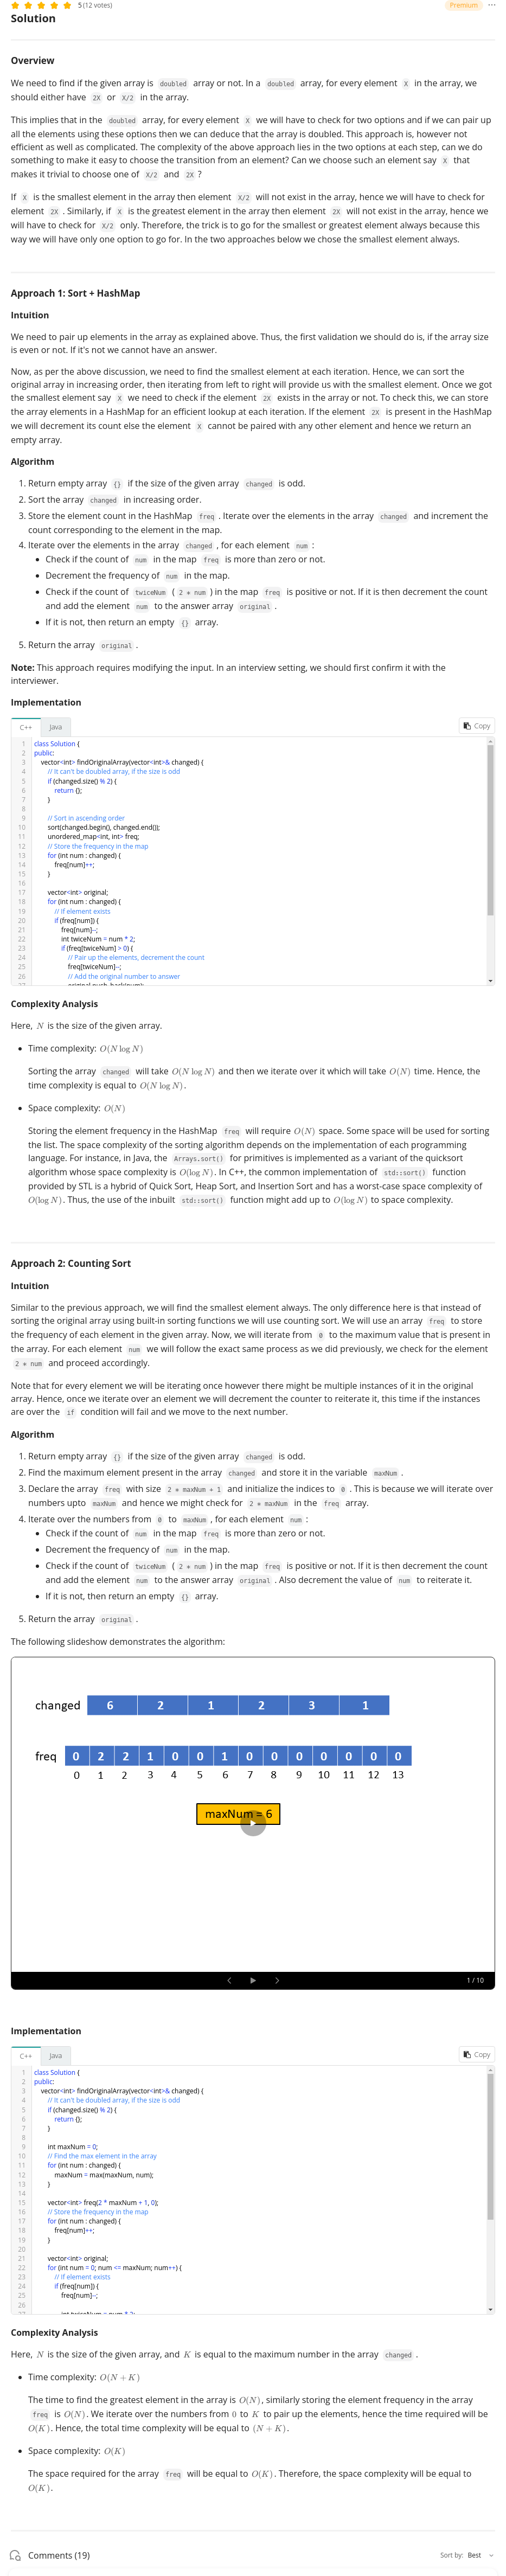 5 (12 votes)
Premium
Solution
Overview
We need to find if the given array is doubled array or not. In a doubled array, for every element X in the array, we
should either have 2X or X/2 in the array.
This implies that in the doubled array, for every element X we will have to check for two options and if we can pair up
all the elements using these options then we can deduce that the array is doubled. This approach is, however not
efficient as well as complicated. The complexity of the above approach lies in the two options at each step, can we do
something to make it easy to choose the transition from an element? Can we choose such an element say X that
makes it trivial to choose one of X/2 and 2X ?
If X is the smallest element in the array then element X/2 will not exist in the array, hence we will have to check for
element 2X . Similarly, if X is the greatest element in the array then element 2X will not exist in the array, hence we
will have to check for X/2 only. Therefore, the trick is to go for the smallest or greatest element always because this
way we will have only one option to go for. In the two approaches below we chose the smallest element always.
Approach 1: Sort + HashMap
Intuition
We need to pair up elements in the array as explained above. Thus, the first validation we should do is, if the array size
is even or not. If it's not we cannot have an answer.
Now, as per the above discussion, we need to find the smallest element at each iteration. Hence, we can sort the
original array in increasing order, then iterating from left to right will provide us with the smallest element. Once we got
the smallest element say X we need to check if the element 2X exists in the array or not. To check this, we can store
the array elements in a HashMap for an efficient lookup at each iteration. If the element 2X is present in the HashMap
we will decrement its count else the element X cannot be paired with any other element and hence we return an
empty array.
Algorithm
1. Return empty array {} if the size of the given array changed is odd.
2. Sort the array changed in increasing order.
3. Store the element count in the HashMap freq . Iterate over the elements in the array changed and increment the
count corresponding to the element in the map.
4. Iterate over the elements in the array changed , for each element num :
• Check if the count of num in the map freq is more than zero or not.
• Decrement the frequency of num in the map.
• Check if the count of twiceNum ( 2 * num ) in the map freq is positive or not. If it is then decrement the count
and add the element num to the answer array original .
• If it is not, then return an empty {} array.
5. Return the array original .
Note: This approach requires modifying the input. In an interview setting, we should first confirm it with the
interviewer.
Implementation
C++ Java Copy
1 class Solution {
2 public:
3 vector<int> findOriginalArray(vector<int>& changed) {
4 // It can't be doubled array, if the size is odd
5 if (changed.size() % 2) {
6 return {};
7 }
8
9 // Sort in ascending order
10 sort(changed.begin(), changed.end());
11 unordered_map<int, int> freq;
12 // Store the frequency in the map
13 for (int num : changed) {
14 freq[num]++;
15 }
16
17 vector<int> original;
18 for (int num : changed) {
19 // If element exists
20 if (freq[num]) {
21 freq[num]--;
22 int twiceNum = num * 2;
23 if (freq[twiceNum] > 0) {
24 // Pair up the elements, decrement the count
25 freq[twiceNum]--;
26 // Add the original number to answer
Complexity Analysis
Here, N is the size of the given array.
• Time complexity: O(N log N)
Sorting the array changed will take O(N log N) and then we iterate over it which will take O(N) time. Hence, the
time complexity is equal to O(N log N).
• Space complexity: O(N)
Storing the element frequency in the HashMap freq will require O(N) space. Some space will be used for sorting
the list. The space complexity of the sorting algorithm depends on the implementation of each programming
language. For instance, in Java, the Arrays.sort() for primitives is implemented as a variant of the quicksort
algorithm whose space complexity is O(log N). In C++, the common implementation of std::sort() function
provided by STL is a hybrid of Quick Sort, Heap Sort, and Insertion Sort and has a worst-case space complexity of
O(log N). Thus, the use of the inbuilt std::sort() function might add up to O(log N) to space complexity.
Approach 2: Counting Sort
Intuition
Similar to the previous approach, we will find the smallest element always. The only difference here is that instead of
sorting the original array using built-in sorting functions we will use counting sort. We will use an array freq to store
the frequency of each element in the given array. Now, we will iterate from 0 to the maximum value that is present in
the array. For each element num we will follow the exact same process as we did previously, we check for the element
2 * num and proceed accordingly.
Note that for every element we will be iterating once however there might be multiple instances of it in the original
array. Hence, once we iterate over an element we will decrement the counter to reiterate it, this time if the instances
are over the if condition will fail and we move to the next number.
Algorithm
1. Return empty array {} if the size of the given array changed is odd.
2. Find the maximum element present in the array changed and store it in the variable maxNum .
3. Declare the array freq with size 2 * maxNum + 1 and initialize the indices to 0 . This is because we will iterate over
numbers upto maxNum and hence we might check for 2 * maxNum in the freq array.
4. Iterate over the numbers from 0 to maxNum , for each element num :
• Check if the count of num in the map freq is more than zero or not.
• Decrement the frequency of num in the map.
• Check if the count of twiceNum ( 2 * num ) in the map freq is positive or not. If it is then decrement the count
and add the element num to the answer array original . Also decrement the value of num to reiterate it.
• If it is not, then return an empty {} array.
5. Return the array original .
The following slideshow demonstrates the algorithm:
changed 6 2 1 2 3 1
freq 0 2 2 1 0 0 1 0 0 0 0 0 0 0
0 1 2 3 4 5 6 7 8 9 10 11 12 13
maxNum = 6
1 / 10
Implementation
C++ Java Copy
1 class Solution {
2 public:
3 vector<int> findOriginalArray(vector<int>& changed) {
4 // It can't be doubled array, if the size is odd
5 if (changed.size() % 2) {
6 return {};
7 }
8
9 int maxNum = 0;
10 // Find the max element in the array
11 for (int num : changed) {
12 maxNum = max(maxNum, num);
13 }
14
15 vector<int> freq(2 * maxNum + 1, 0);
16 // Store the frequency in the map
17 for (int num : changed) {
18 freq[num]++;
19 }
20
21 vector<int> original;
22 for (int num = 0; num <= maxNum; num++) {
23 // If element exists
24 if (freq[num]) {
25 freq[num]--;
26
Complexity Analysis
Here, N is the size of the given array, and K is equal to the maximum number in the array changed .
• Time complexity: O(N + K)
The time to find the greatest element in the array is O(N), similarly storing the element frequency in the array
freq is O(N). We iterate over the numbers from 0 to K to pair up the elements, hence the time required will be
O(K). Hence, the total time complexity will be equal to (N + K).
• Space complexity: O(K)
The space required for the array freq will be equal to O(K). Therefore, the space complexity will be equal to
O(K).
Comments (19)
Sort by: Best